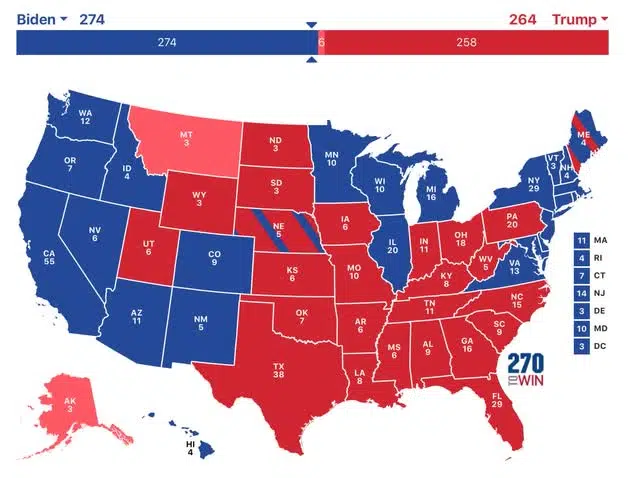 Biden 274
264 Trump
274
6
258
WA
12
MT
3
ND
3
MN
10
ME
4
VT
3
NH
4
OR
7
ID
4
SD
3
WI
10
MI
16
NY
29
WY
3
IA
6
PA
20
NV
6
UT
6
NE
5
IL
20
IN
11
OH
18
CO
9
CA
55
KS
6
MO
10
WV
5
VA
13
KY
8
AZ
11
NM
5
OK
7
AR
6
TN
11
NC
15
SC
9
TX
38
LA
8
MS
6
AL
9
GA
16
FL
29
AK
3
HI
4
11 MA
4 RI
7 CT
14 NJ
3 DE
10 MD
3 DC
270
TO WIN